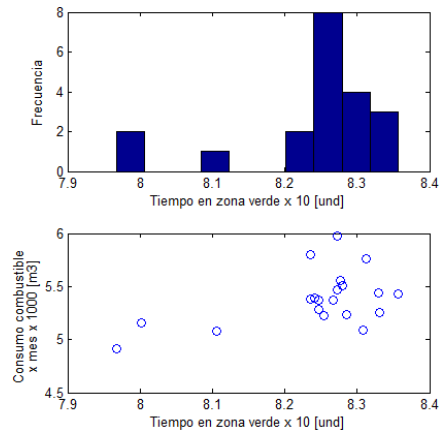 8
6
4
2
0
Frecuencia
7.9 8 8.1 8.2 8.3 8.4
Tiempo en zona verde x 10 [und]
6
5.5
5
4.5
Consumo combustible
x mes x 1000 [m3]
7.9 8 8.1 8.2 8.3 8.4
Tiempo en zona verde x 10 [und]